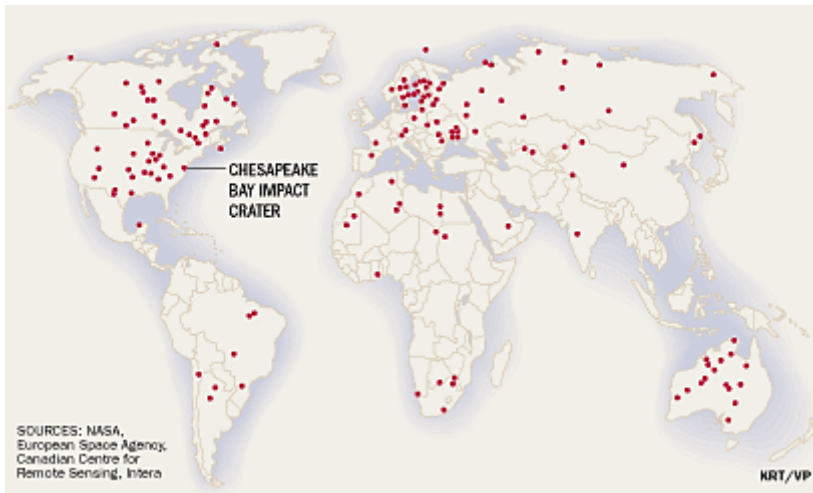 CHESAPEAKE
BAY IMPACT
CRATER
SOURCES: NASA,
European Space Agency,
Canadian Centre for
Remote Sensing, Intera
KRT/VP